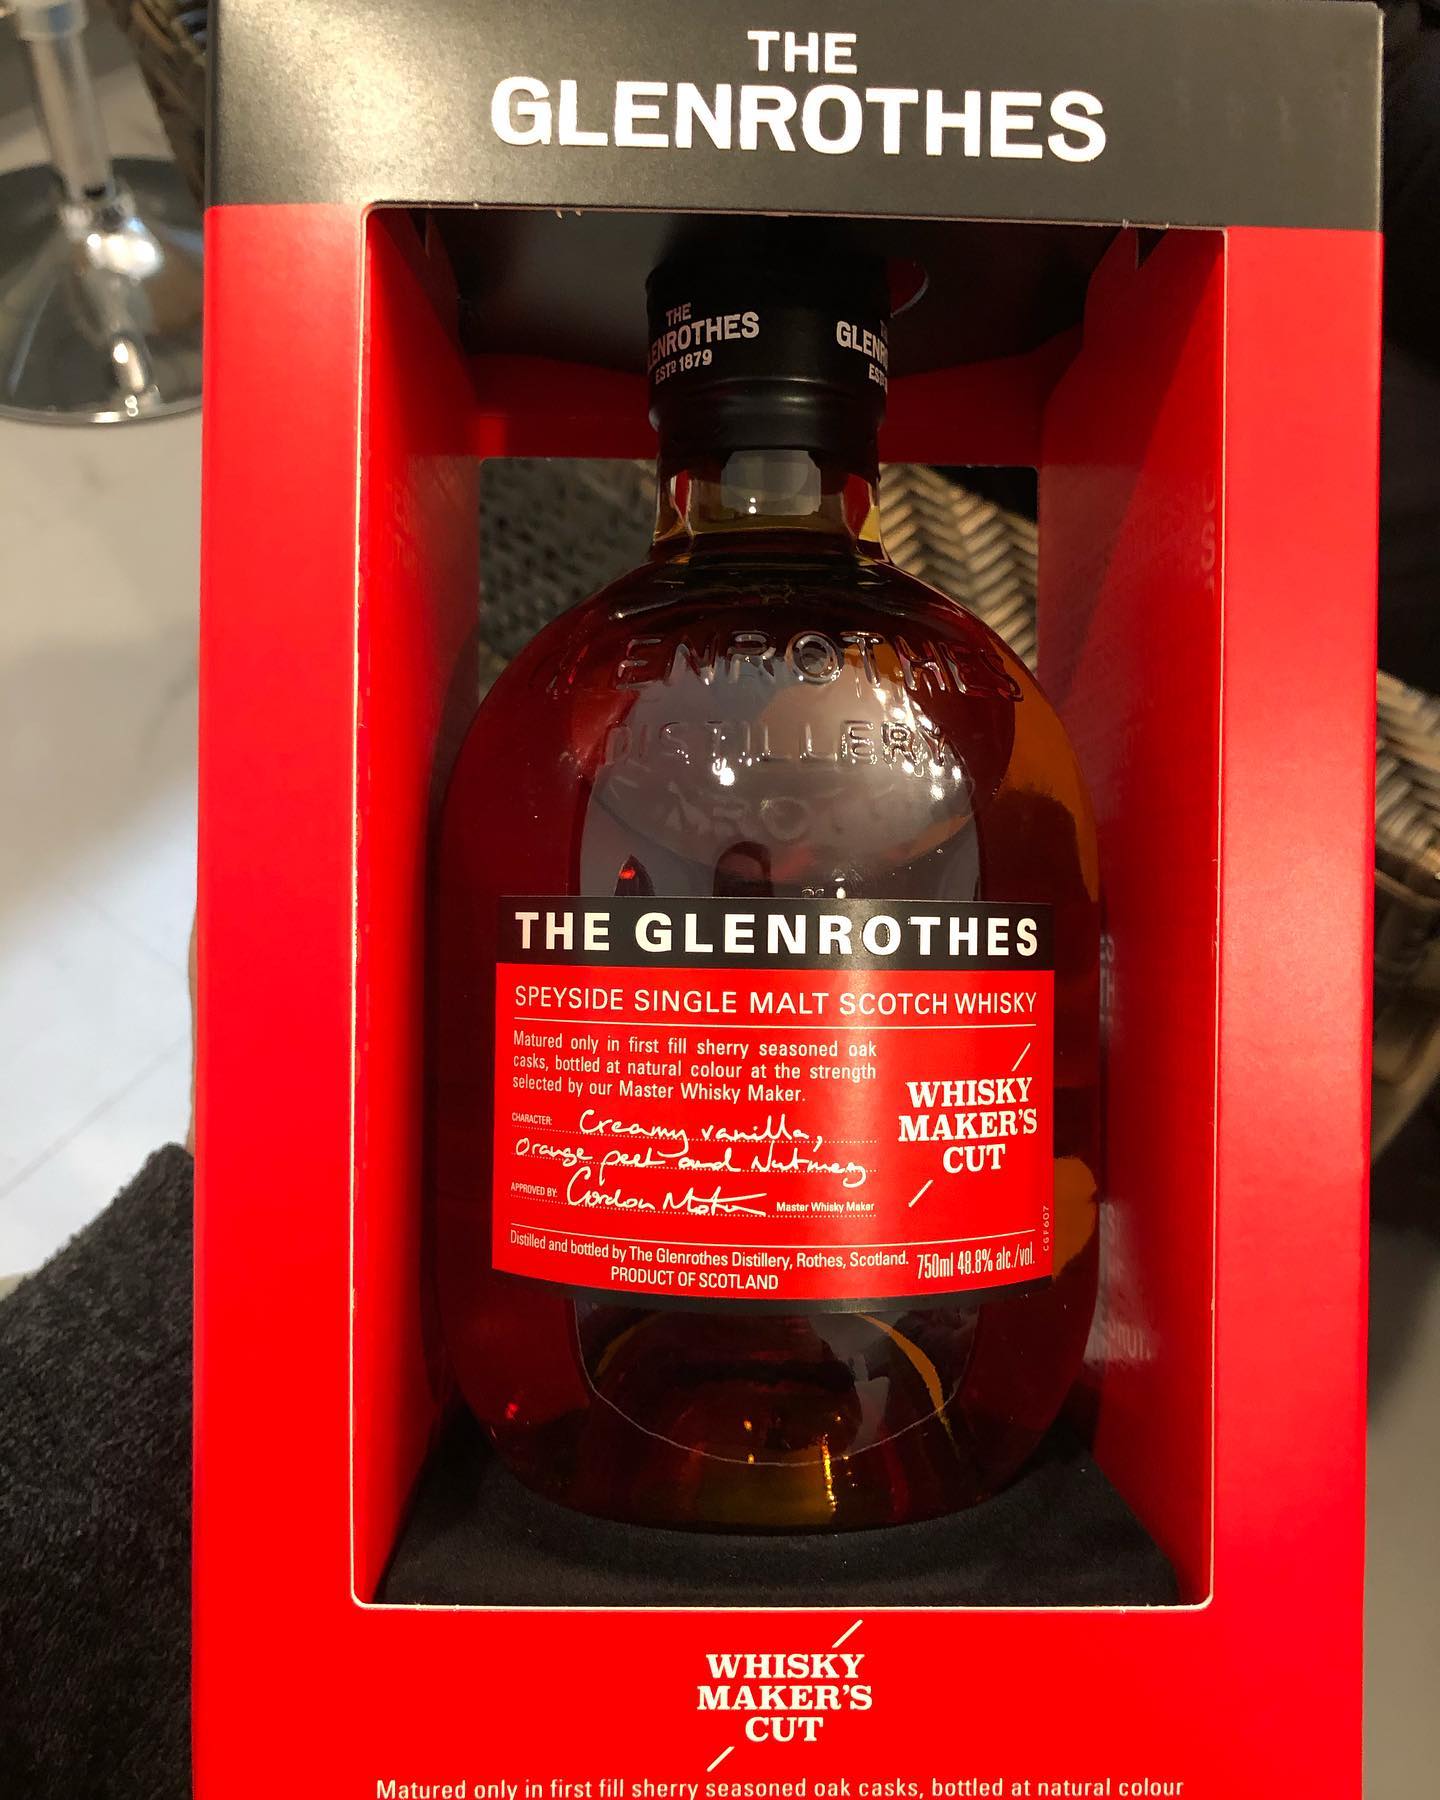 THE
GLENROTHES
THE
GLENROTHES
ESTD 1879
ENROTHES
DISTILLERY
THE GLENROTHES
SPEYSIDE SINGLE MALT SCOTCH WHISKY
Matured only in first fill sherry seasoned oak
casks, bottled at natural colour at the strength
selected by our Master Whisky Maker.
CHARACTER: Creamy vanilla,
orange peel and Nutmeg
APPROVED BY: Gordon Motion Master Whisky Maker
WHISKY
MAKER'S
CUT
Distilled and bottled by The Glenrothes Distillery, Rothes, Scotland.
PRODUCT OF SCOTLAND
750ml 48.8% alc./vol.
CGF607
WHISKY
MAKER'S
CUT
Matured only in first fill sherry seasoned oak casks, bottled at natural colour